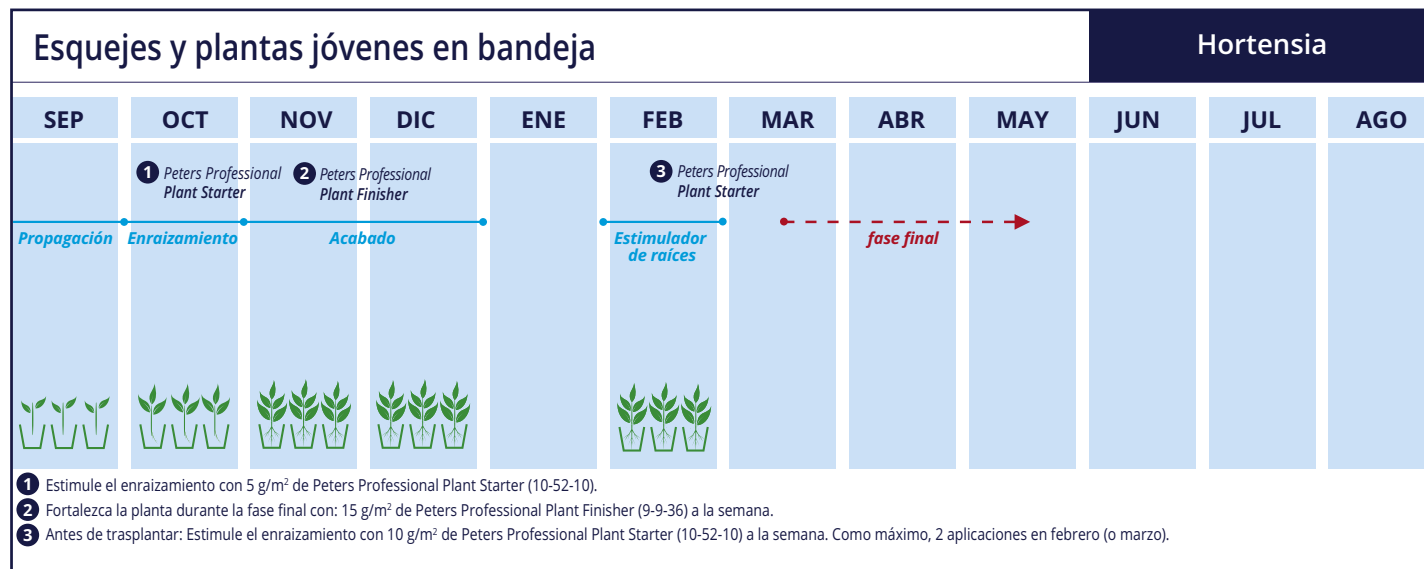 Esquejes y plantas jóvenes en bandeja
Hortensia
SEP OCT NOV DIC ENE FEB MAR ABR MAY JUN JUL AGO
1 Peters Professional
Plant Starter
2 Peters Professional
Plant Finisher
3 Peters Professional
Plant Starter
Propagación
Enraizamiento
Acabado
Estimulador
de raíces
fase final
1 Estimule el enraizamiento con 5 g/m² de Peters Professional Plant Starter (10-52-10).
2 Fortalezca la planta durante la fase final con: 15 g/m² de Peters Professional Plant Finisher (9-9-36) a la semana.
3 Antes de trasplantar: Estimule el enraizamiento con 10 g/m² de Peters Professional Plant Starter (10-52-10) a la semana. Como máximo, 2 aplicaciones en febrero (o marzo).